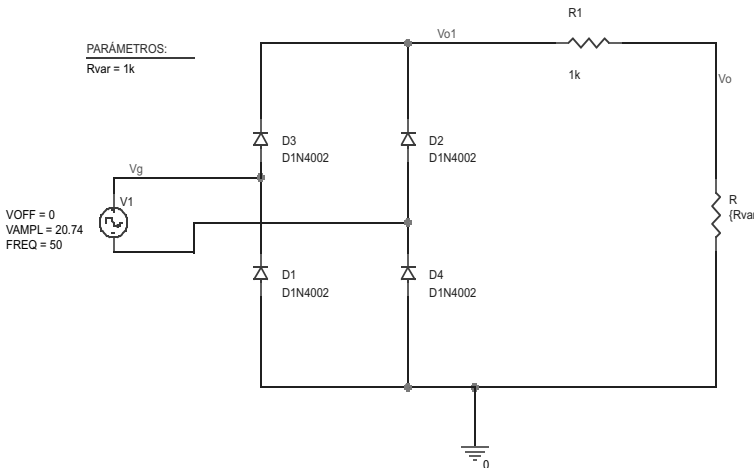 R1
Vo1
PARÁMETROS:
Rvar = 1k
1k
Vo
D3
D1N4002
D2
D1N4002
Vg
V1
VOFF = 0
VAMPL = 20.74
FREQ = 50
R
{Rvar
D1
D1N4002
D4
D1N4002
0